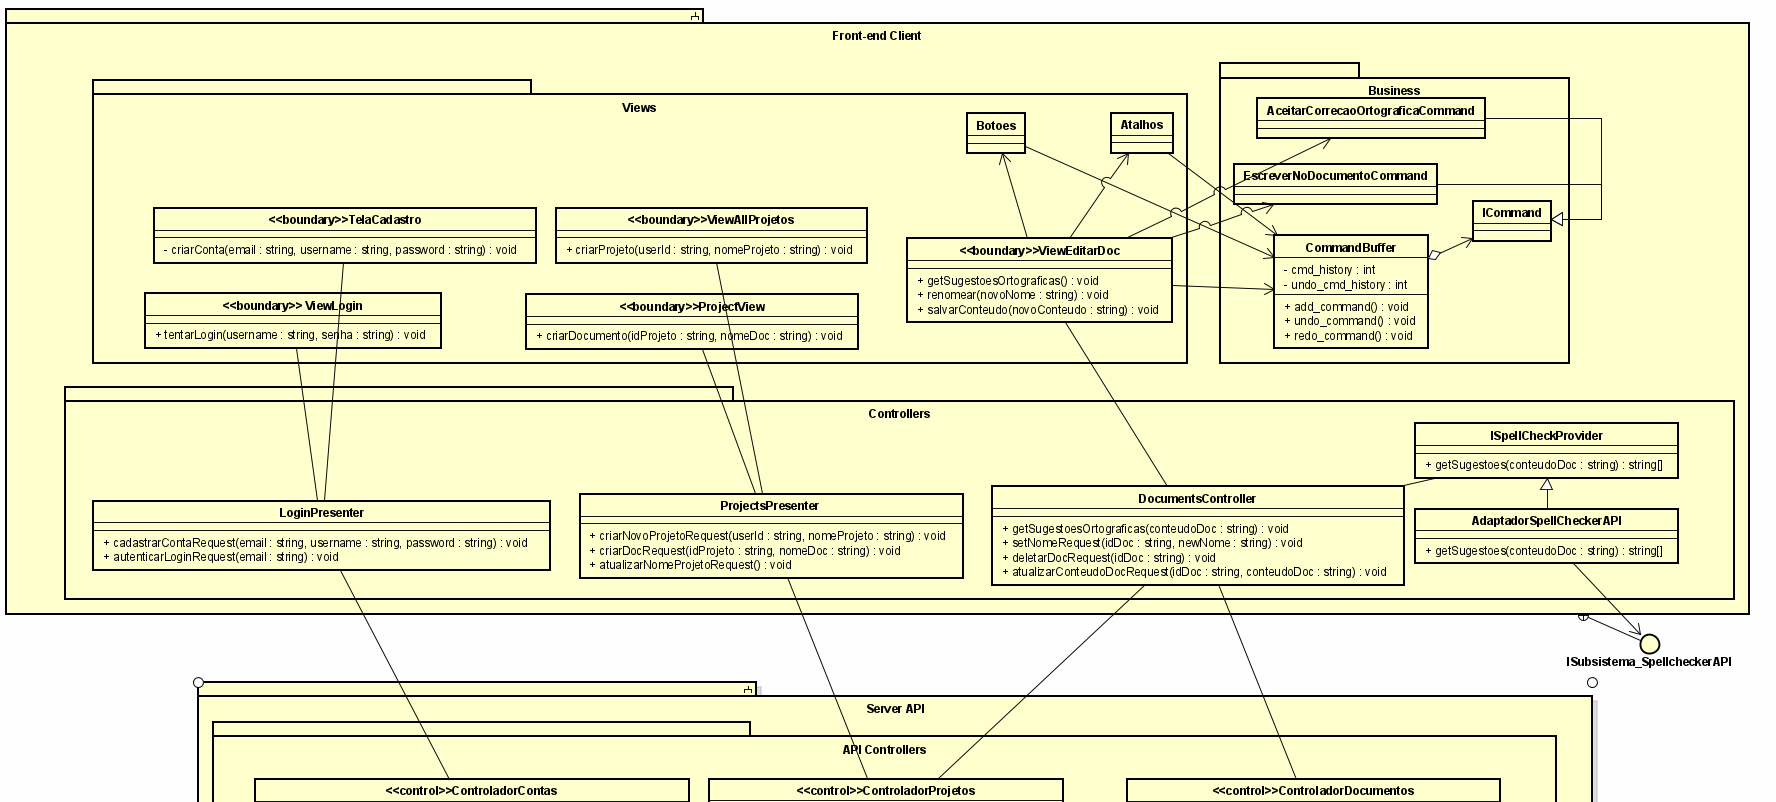 Front-end Client
Views
Business
Botoes
Atalhos
AceitarCorrecaoOrtograficaCommand
EscreverNoDocumentoCommand
ICommand
<<boundary>>TelaCadastro
- criarConta(email : string, username : string, password : string) : void
<<boundary>>ViewAllProjetos
+ criarProjeto(userId : string, nomeProjeto : string) : void
<<boundary>>ViewEditarDoc
+ getSugestoesOrtograficas() : void
+ renomear(novoNome : string) : void
+ salvarConteudo(novoConteudo : string) : void
CommandBuffer
- cmd_history : int
- undo_cmd_history : int
+ add_command() : void
+ undo_command() : void
+ redo_command() : void
<<boundary>> ViewLogin
+ tentarLogin(username : string, senha : string) : void
<<boundary>>ProjectView
+ criarDocumento(idProjeto : string, nomeDoc : string) : void
Controllers
ISpellCheckProvider
+ getSugestoes(conteudoDoc : string) : string[]
LoginPresenter
+ cadastrarContaRequest(email : string, username : string, password : string) : void
+ autenticarLoginRequest(email : string) : void
ProjectsPresenter
+ criarNovoProjetoRequest(userId : string, nomeProjeto : string) : void
+ criarDocRequest(idProjeto : string, nomeDoc : string) : void
+ atualizarNomeProjetoRequest() : void
DocumentsController
+ getSugestoesOrtograficas(conteudoDoc : string) : void
+ setNomeRequest(idDoc : string, newNome : string) : void
+ deletarDocRequest(idDoc : string) : void
+ atualizarConteudoDocRequest(idDoc : string, conteudoDoc : string) : void
AdaptadorSpellCheckerAPI
+ getSugestoes(conteudoDoc : string) : string[]
ISubsistema_SpellcheckerAPI
Server API
API Controllers
<<control>>ControladorContas
<<control>>ControladorProjetos
<<control>>ControladorDocumentos